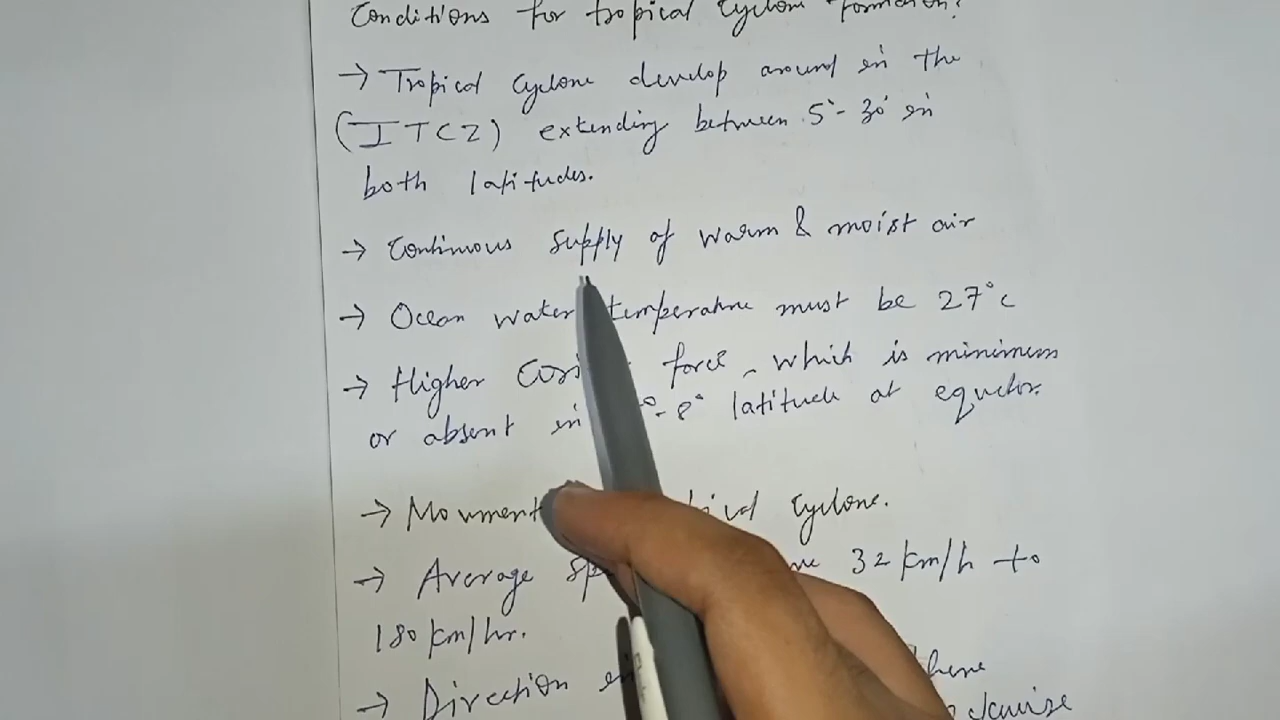 Conditions for tropical Cyclone formation?
→ Tropical Cyclone develop around in the
(ITCZ) extending between 5°-30° in
both latitudes.
→ Continuous Supply of warm & moist air
→ Ocean water temperature must be 27°c
→ Higher force, which is minimum
or absent in -8° latitude at equator.
→ Movment Cyclone.
→ Average 32 km/h to
180 km/hr.
→ Direction